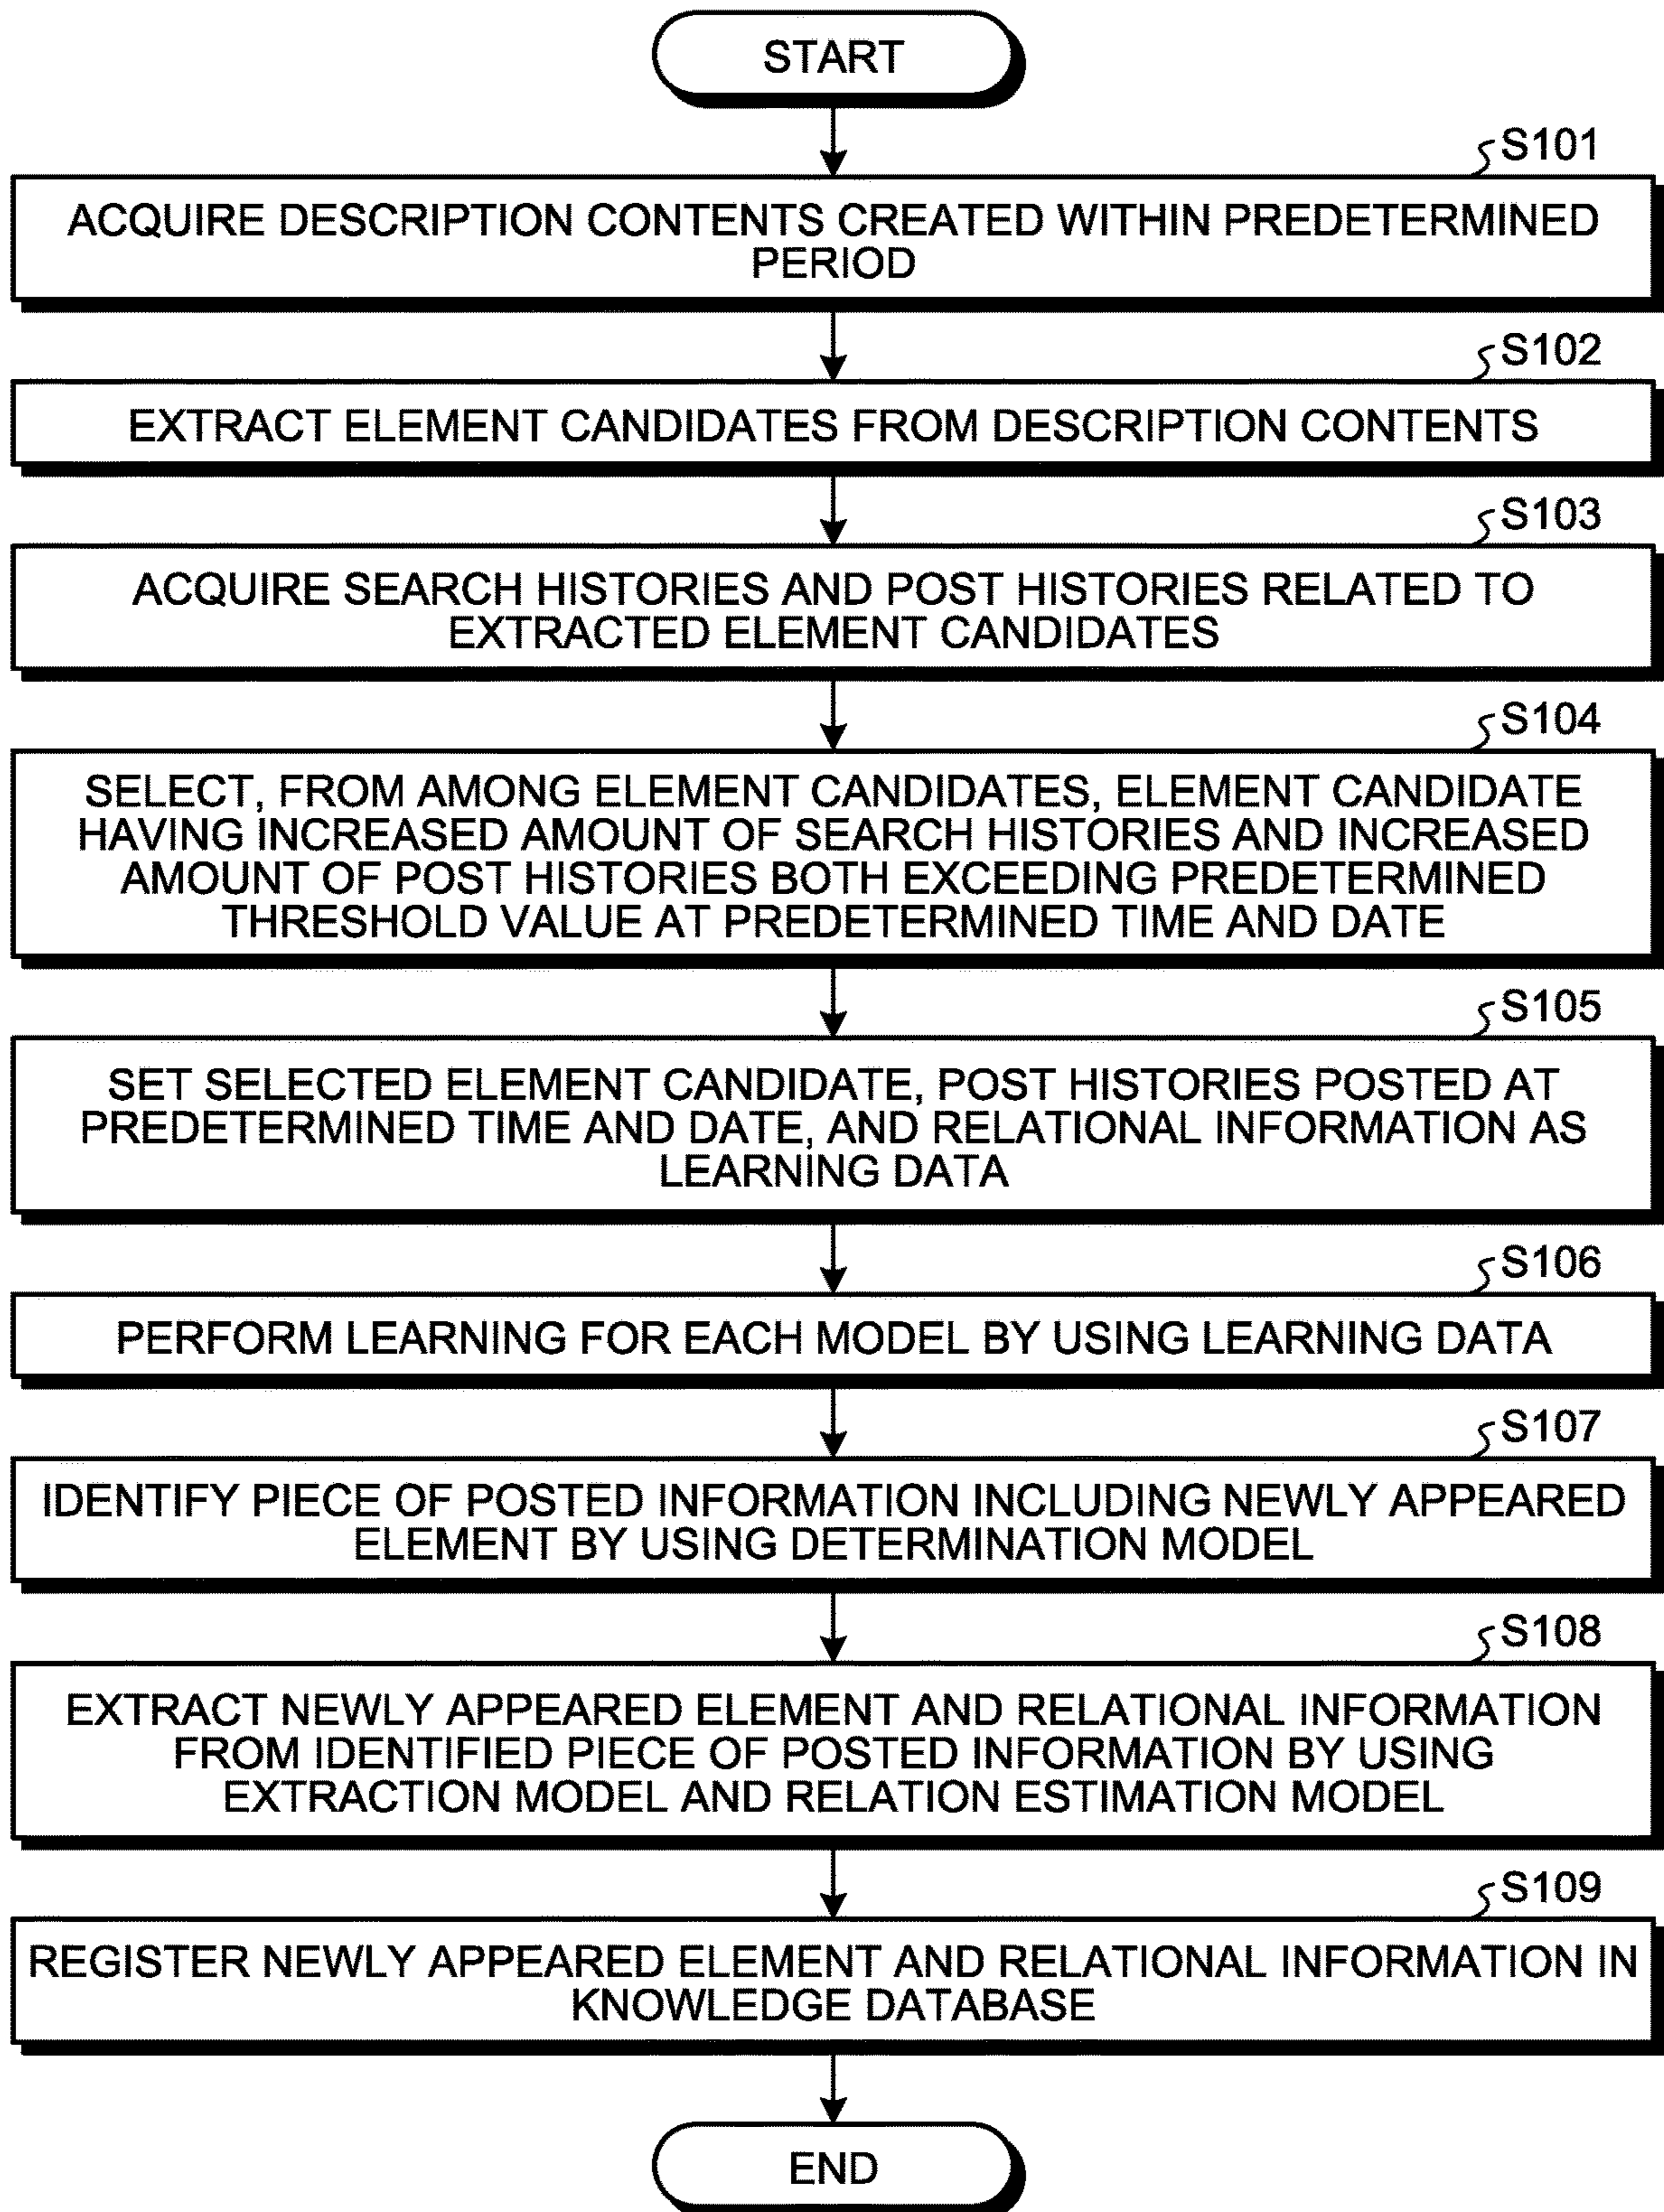 START
S101
ACQUIRE DESCRIPTION CONTENTS CREATED WITHIN PREDETERMINED
PERIOD
S102
EXTRACT ELEMENT CANDIDATES FROM DESCRIPTION CONTENTS
S103
ACQUIRE SEARCH HISTORIES AND POST HISTORIES RELATED TO
EXTRACTED ELEMENT CANDIDATES
S104
SELECT, FROM AMONG ELEMENT CANDIDATES, ELEMENT CANDIDATE
HAVING INCREASED AMOUNT OF SEARCH HISTORIES AND INCREASED
AMOUNT OF POST HISTORIES BOTH EXCEEDING PREDETERMINED
THRESHOLD VALUE AT PREDETERMINED TIME AND DATE
S105
SET SELECTED ELEMENT CANDIDATE, POST HISTORIES POSTED AT
PREDETERMINED TIME AND DATE, AND RELATIONAL INFORMATION AS
LEARNING DATA
S106
PERFORM LEARNING FOR EACH MODEL BY USING LEARNING DATA
S107
IDENTIFY PIECE OF POSTED INFORMATION INCLUDING NEWLY APPEARED
ELEMENT BY USING DETERMINATION MODEL
S108
EXTRACT NEWLY APPEARED ELEMENT AND RELATIONAL INFORMATION
FROM IDENTIFIED PIECE OF POSTED INFORMATION BY USING
EXTRACTION MODEL AND RELATION ESTIMATION MODEL
S109
REGISTER NEWLY APPEARED ELEMENT AND RELATIONAL INFORMATION IN
KNOWLEDGE DATABASE
END